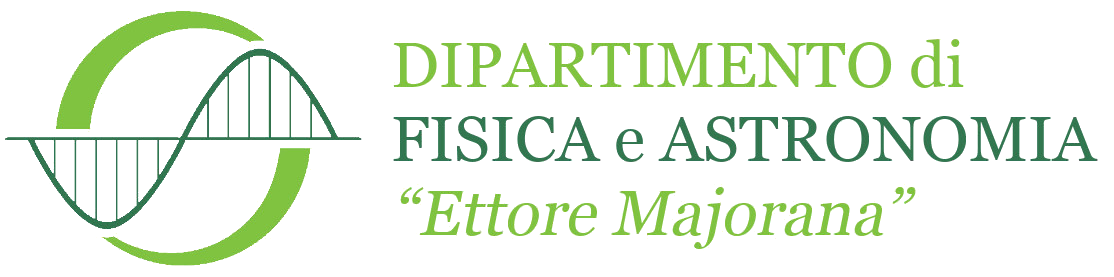 DIPARTIMENTO di
FISICA e ASTRONOMIA
“Ettore Majorana”